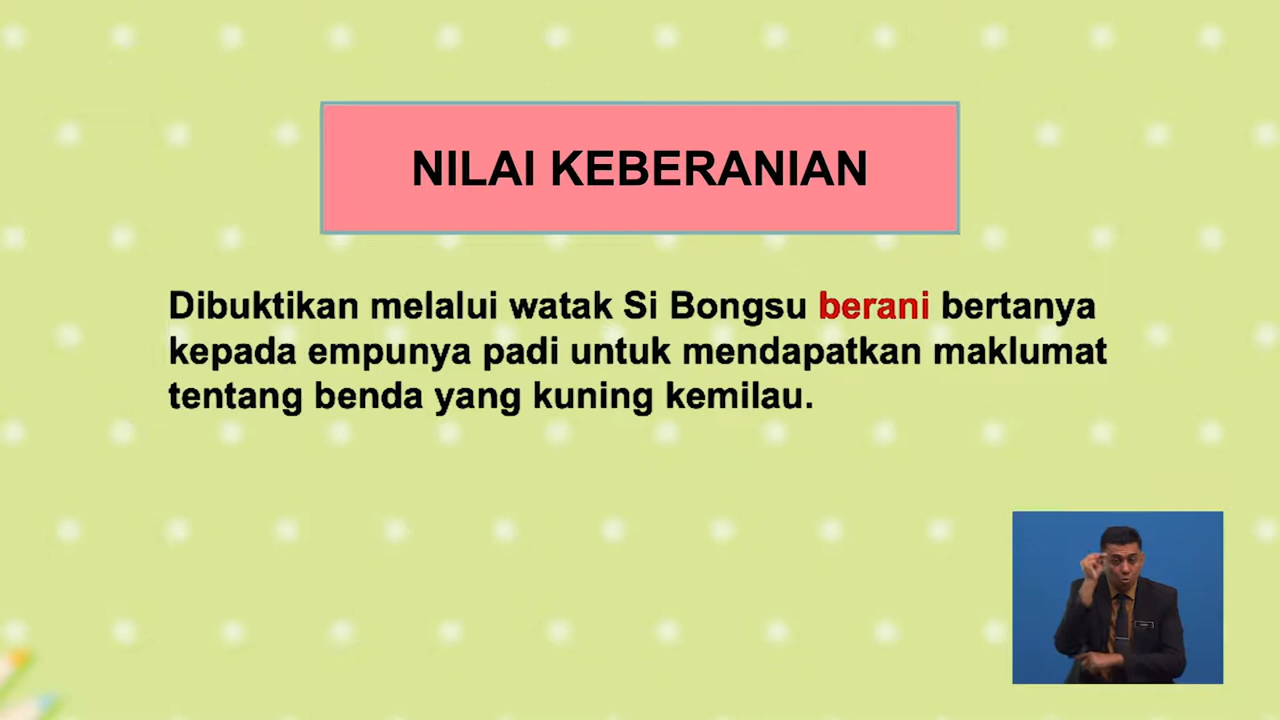 NILAI KEBERANIAN
Dibuktikan melalui watak Si Bongsu berani bertanya
kepada empunya padi untuk mendapatkan maklumat
tentang benda yang kuning kemilau.